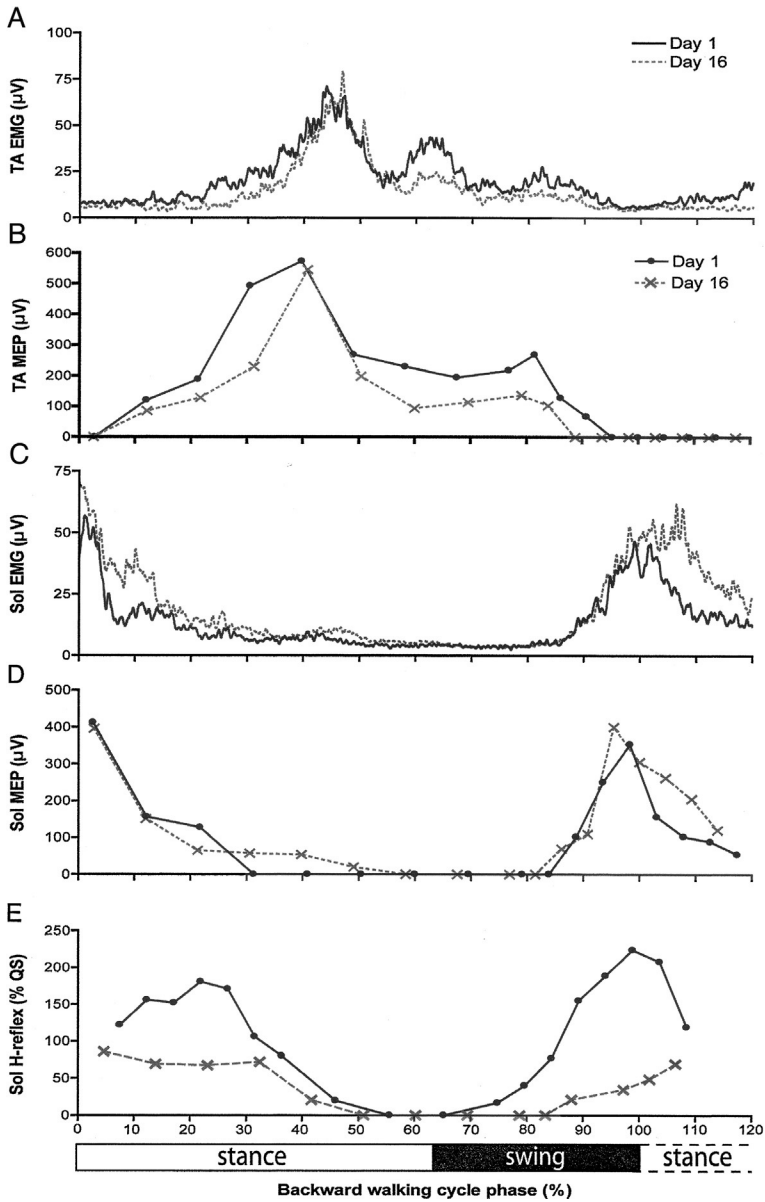 A
TA EMG (µV)
100
75
50
25
0
Day 1
Day 16
B
TA MEP (µV)
600
500
400
300
200
100
0
Day 1
Day 16
C
Sol EMG (µV)
75
50
25
0
D
Sol MEP (µV)
500
400
300
200
100
0
E
Sol H-reflex (% QS)
250
200
150
100
50
0
0 10 20 30 40 50 60 70 80 90 100 110 120
stance swing stance
Backward walking cycle phase (%)